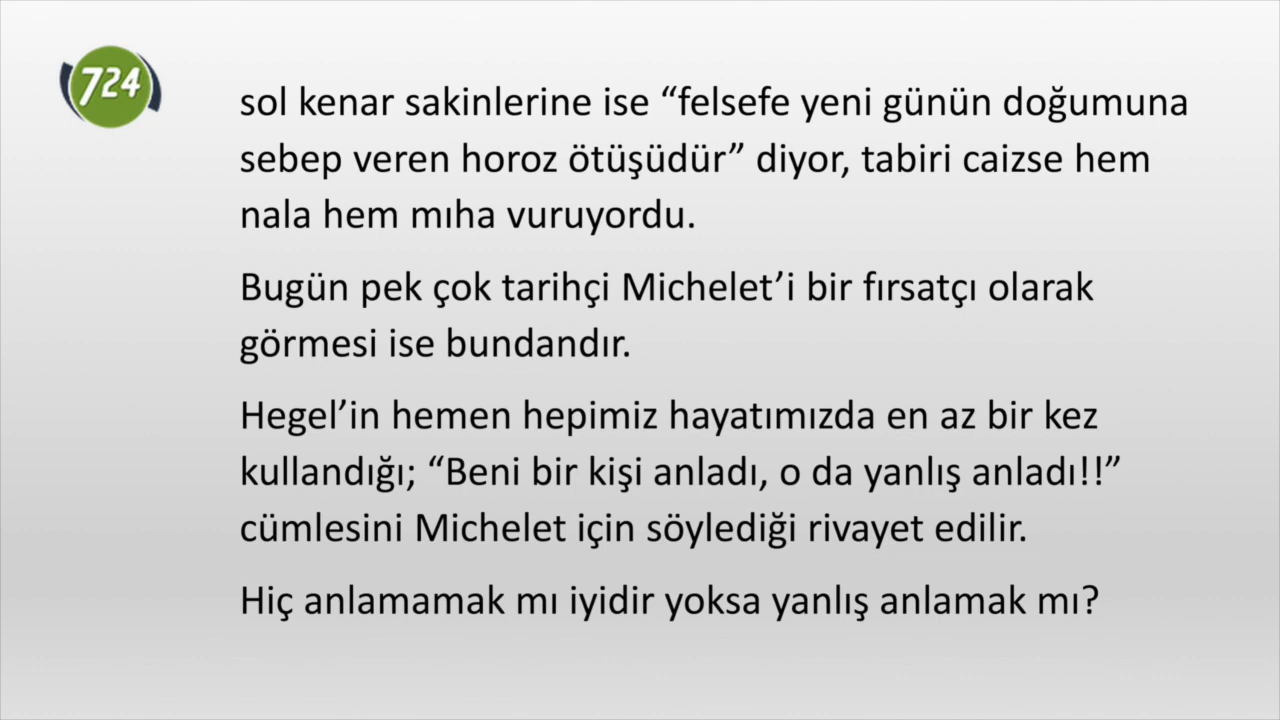 724
sol kenar sakinlerine ise “felsefe yeni günün doğumuna
sebep veren horoz ötüşüdür” diyor, tabiri caizse hem
nala hem mıha vuruyordu.
Bugün pek çok tarihçi Michelet’i bir fırsatçı olarak
görmesi ise bundandır.
Hegel’in hemen hepimiz hayatımızda en az bir kez
kullandığı; “Beni bir kişi anladı, o da yanlış anladı!!”
cümlesini Michelet için söylediği rivayet edilir.
Hiç anlamamak mı iyidir yoksa yanlış anlamak mı?